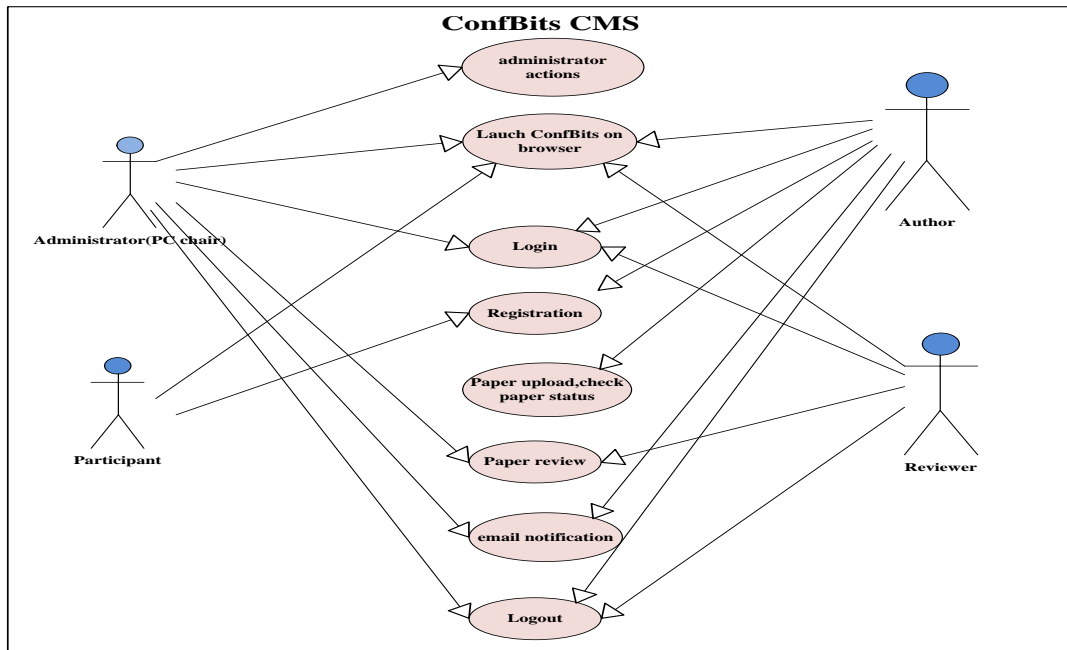 ConfBits CMS
administrator
actions
Lauch ConfBits on
browser
Administrator(PC chair)
Author
Login
Registration
Paper upload,check
paper status
Participant
Paper review
Reviewer
email notification
Logout